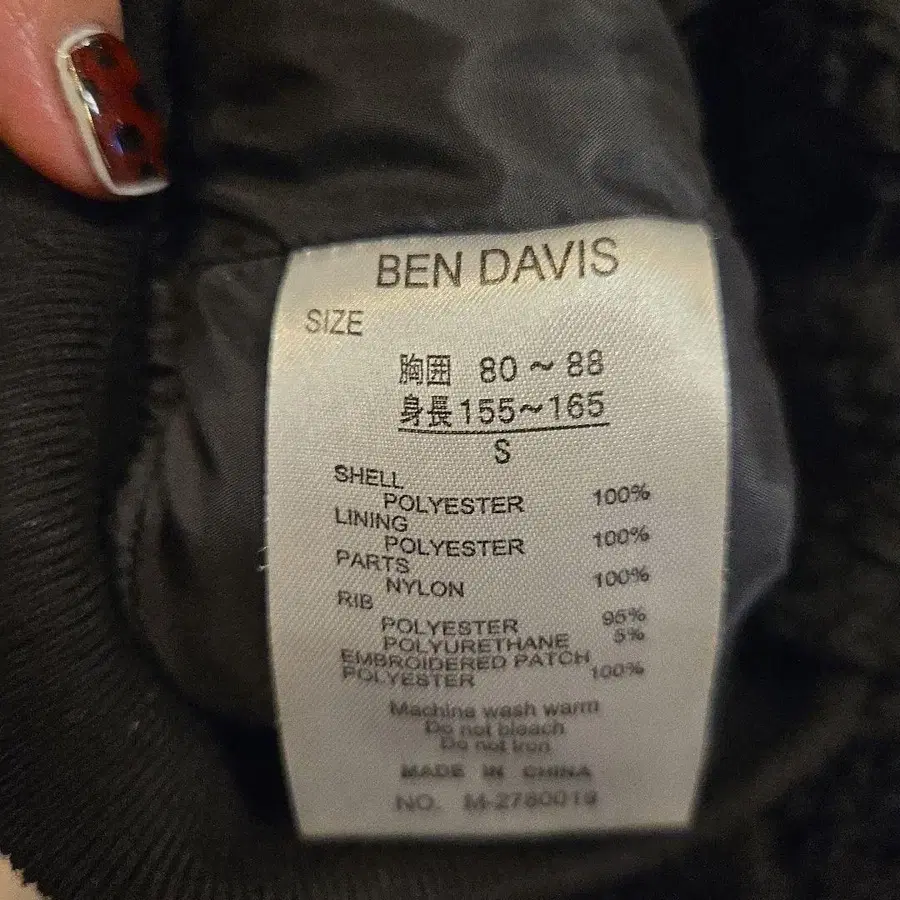 BEN DAVIS
SIZE
胸囲 80~88
身長155~165
S
SHELL
POLYESTER 100%
LINING
POLYESTER 100%
PARTS
NYLON 100%
RIB
POLYESTER 95%
POLYURETHANE 5%
EMBROIDERED PATCH
POLYESTER 100%
Machine wash warm
Do not bleach
Do not Iron
MADE IN CHINA
NO. M-2780019